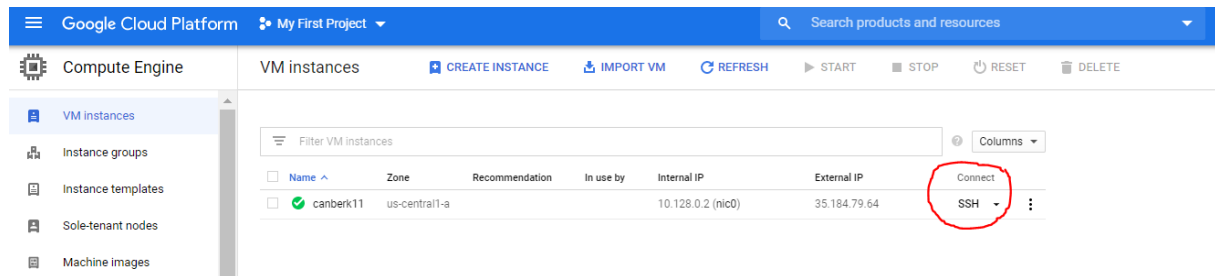 Google Cloud Platform My First Project Search products and resources
Compute Engine VM instances CREATE INSTANCE IMPORT VM REFRESH START STOP RESET DELETE
VM instances
Filter VM instances Columns
Instance groups
Name Zone Recommendation In use by Internal IP External IP Connect
Instance templates
canberk11 us-central1-a 10.128.0.2 (nic0) 35.184.79.64 SSH
Sole-tenant nodes
Machine images